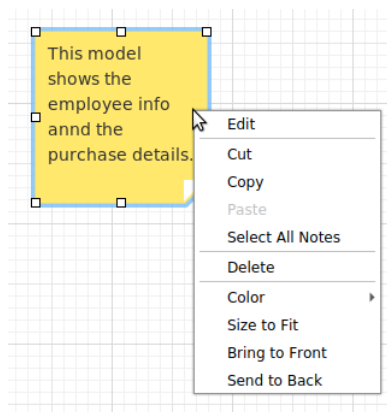 This model
shows the
employee info
annd the
purchase details.
Edit
Cut
Copy
Paste
Select All Notes
Delete
Color
Size to Fit
Bring to Front
Send to Back